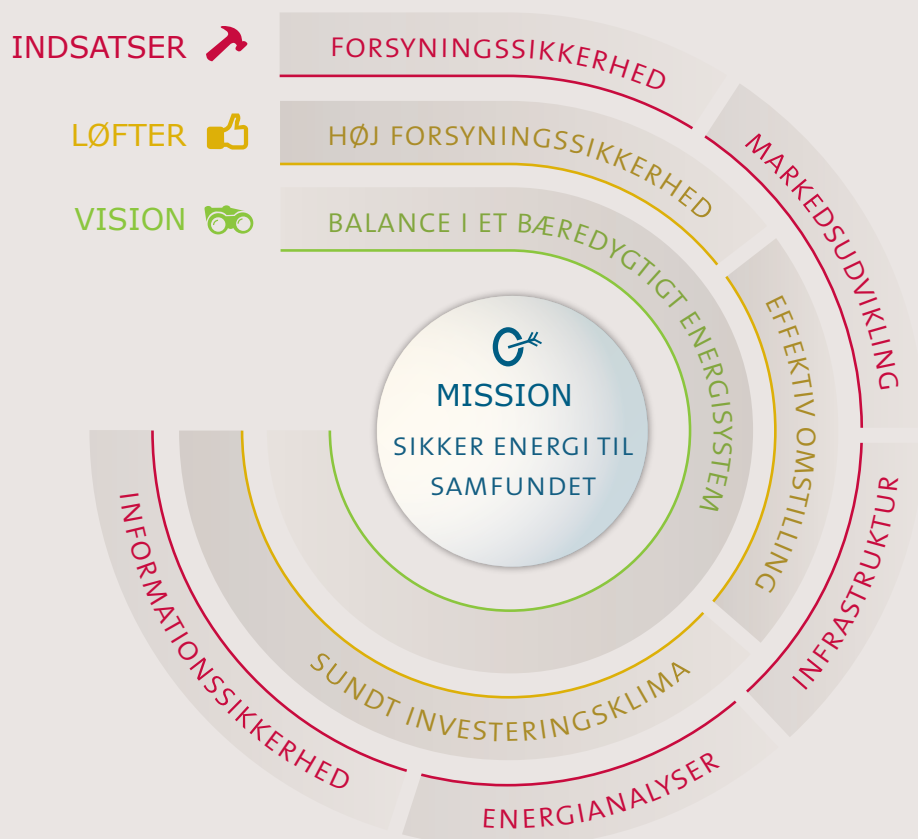 INDSATSER
FORSYNINGSSIKKERHED
MARKEDSUDVIKLING
INFRASTRUKTUR
ENERGIANALYSER
INFORMATIONSSIKKERHED
LØFTER
HØJ FORSYNINGSSIKKERHED
EFFEKTIV OMSTILLING
SUNDT INVESTERINGSKLIMA
VISION
BALANCE I ET BÆREDYGTIGT ENERGISYSTEM
MISSION
SIKKER ENERGI TIL
SAMFUNDET